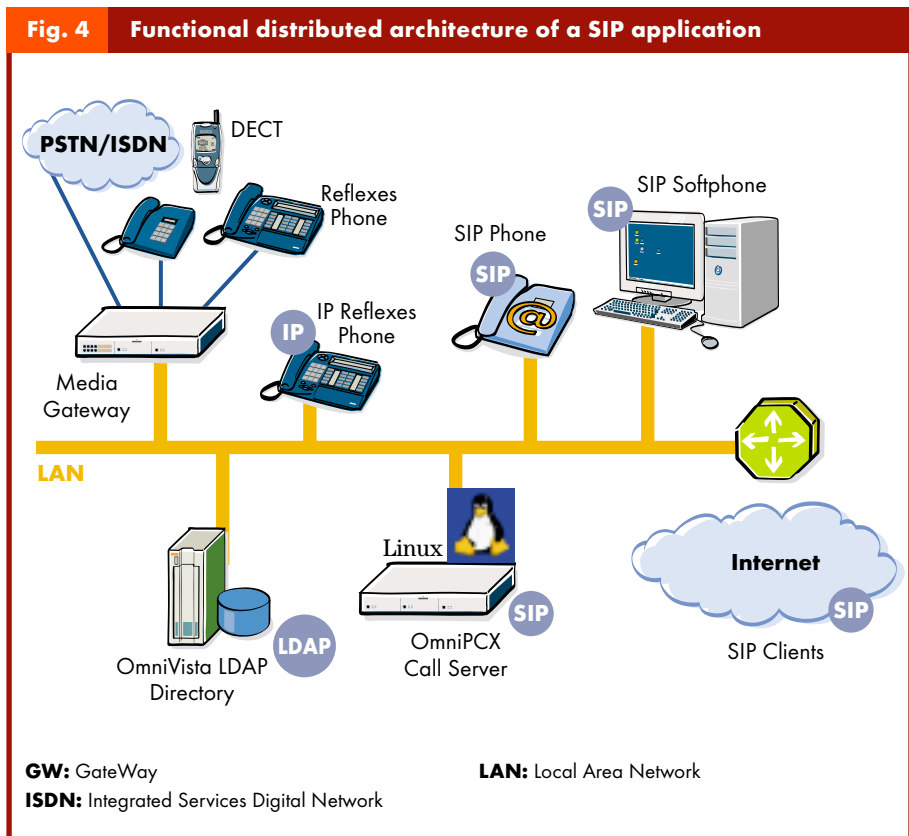 Fig. 4 Functional distributed architecture of a SIP application
PSTN/ISDN
DECT
Reflexes
Phone
SIP Softphone
SIP
SIP Phone
SIP
@
IP Reflexes
Phone
IP
Media
Gateway
LAN
Linux
Internet
SIP
SIP Clients
SIP
OmniPCX
Call Server
LDAP
OmniVista LDAP
Directory
GW: GateWay
LAN: Local Area Network
ISDN: Integrated Services Digital Network